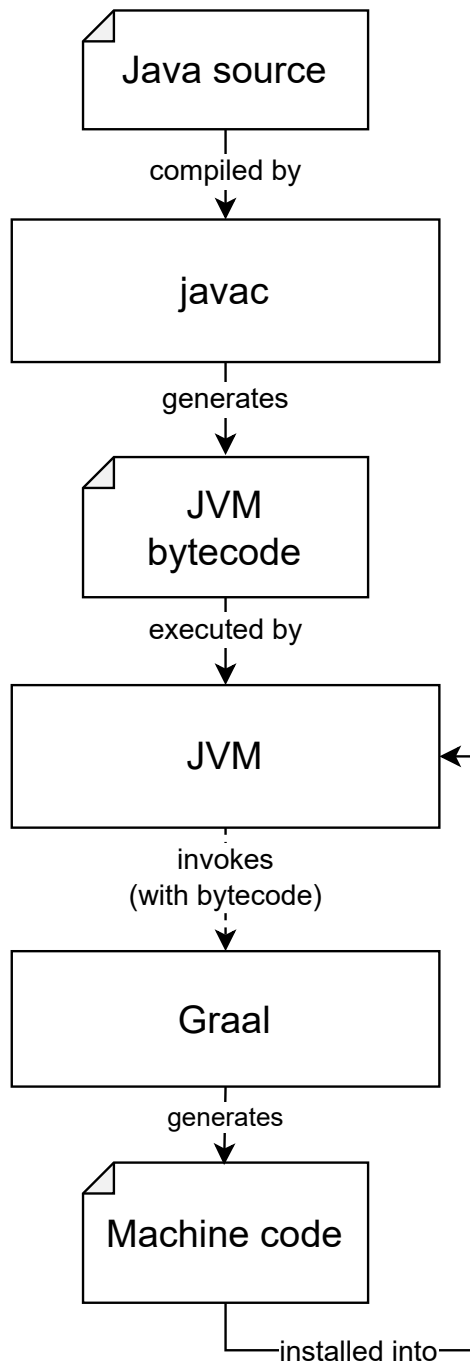 Java source
compiled by
javac
generates
JVM
bytecode
executed by
JVM
invokes
(with bytecode)
Graal
generates
Machine code
installed into